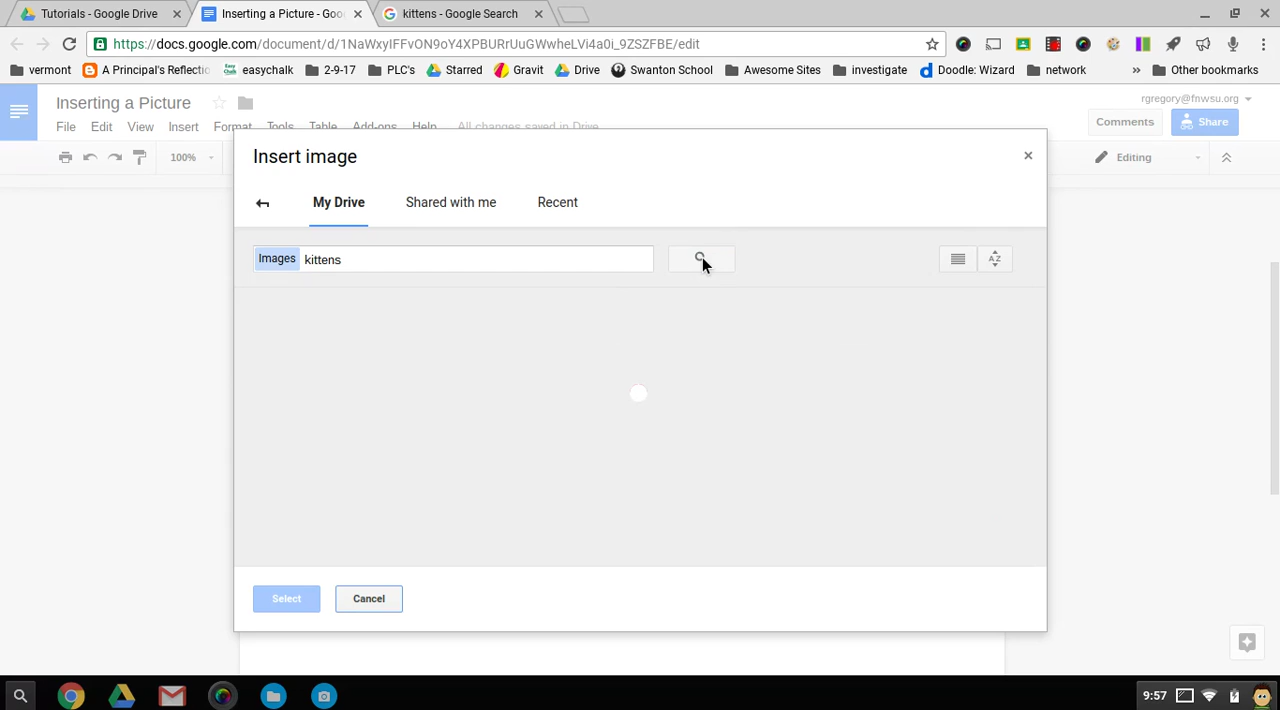 Tutorials - Google Drive
Inserting a Picture - Goo
kittens - Google Search
https://docs.google.com/document/d/1NaWxyIFFvON9oY4XPBURrUuGWwheLVi4a0i_9ZSZFBE/edit
vermont
A Principal's Reflectio
easychalk
2-9-17
PLC's
Starred
Gravit
Drive
Swanton School
Awesome Sites
investigate
Doodle: Wizard
network
»
Other bookmarks
Inserting a Picture
rgregory@fnwsu.org
File Edit View Insert Format Tools Table Add-ons Help All changes saved in Drive
Comments
Share
100%
Editing
Insert image
×
My Drive
Shared with me
Recent
Images kittens
AZ
Select
Cancel
9:57